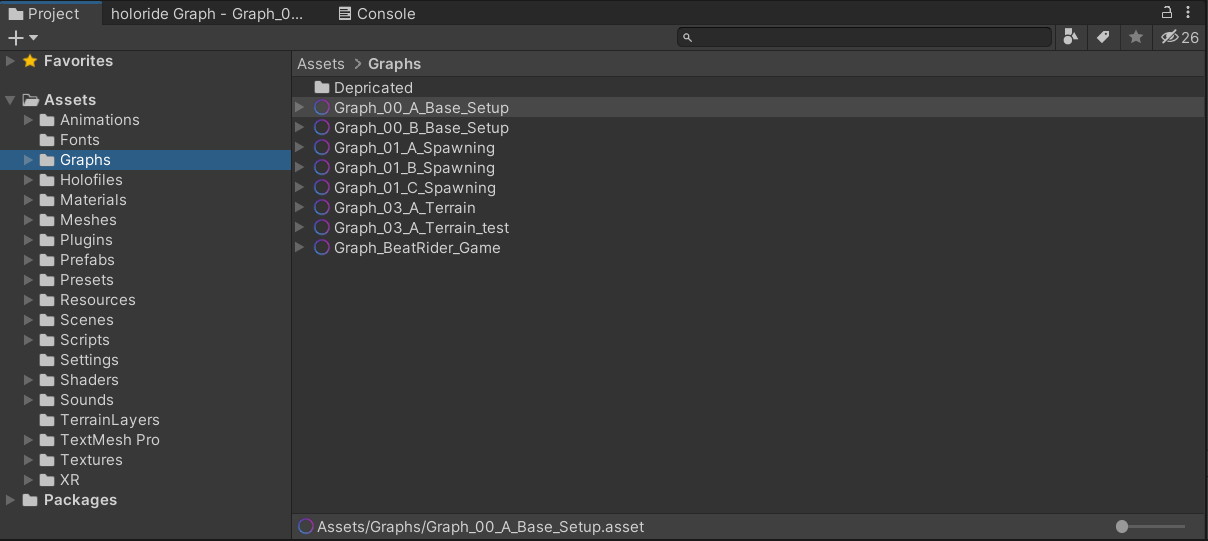 Project
holoride Graph - Graph_0...
Console
26
Favorites
Assets
Animations
Fonts
Graphs
Holofiles
Materials
Meshes
Plugins
Prefabs
Presets
Resources
Scenes
Scripts
Settings
Shaders
Sounds
TerrainLayers
TextMesh Pro
Textures
XR
Packages
Assets > Graphs
Depricated
Graph_00_A_Base_Setup
Graph_00_B_Base_Setup
Graph_01_A_Spawning
Graph_01_B_Spawning
Graph_01_C_Spawning
Graph_03_A_Terrain
Graph_03_A_Terrain_test
Graph_BeatRider_Game
Assets/Graphs/Graph_00_A_Base_Setup.asset